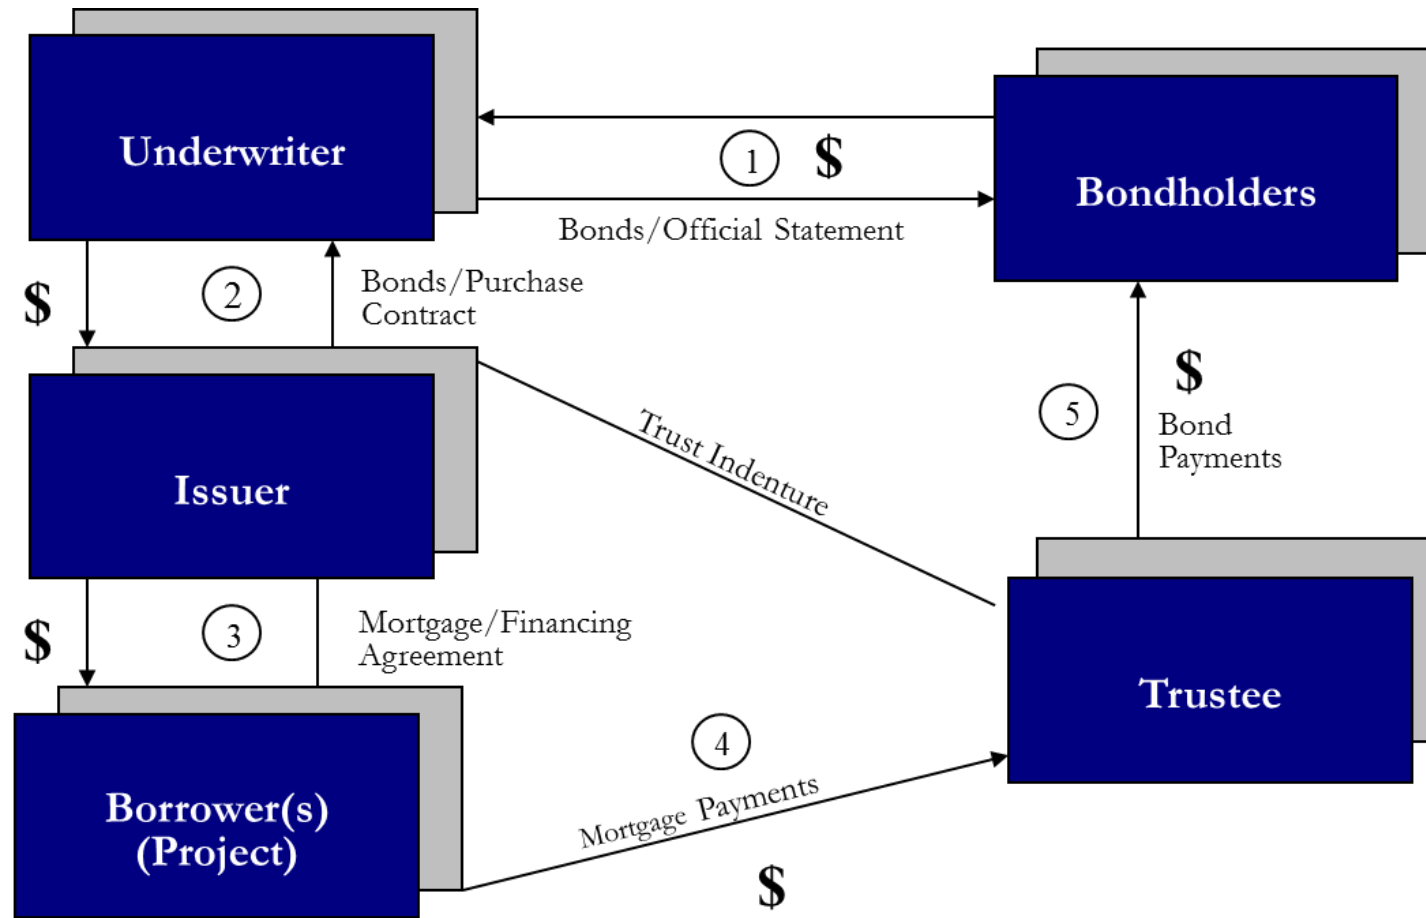 Underwriter
1
$
Bonds/Official Statement
Bondholders
$
2
Bonds/Purchase
Contract
Issuer
Trust Indenture
5
$
Bond
Payments
$
3
Mortgage/Financing
Agreement
Trustee
Borrower(s)
(Project)
4
Mortgage Payments
$